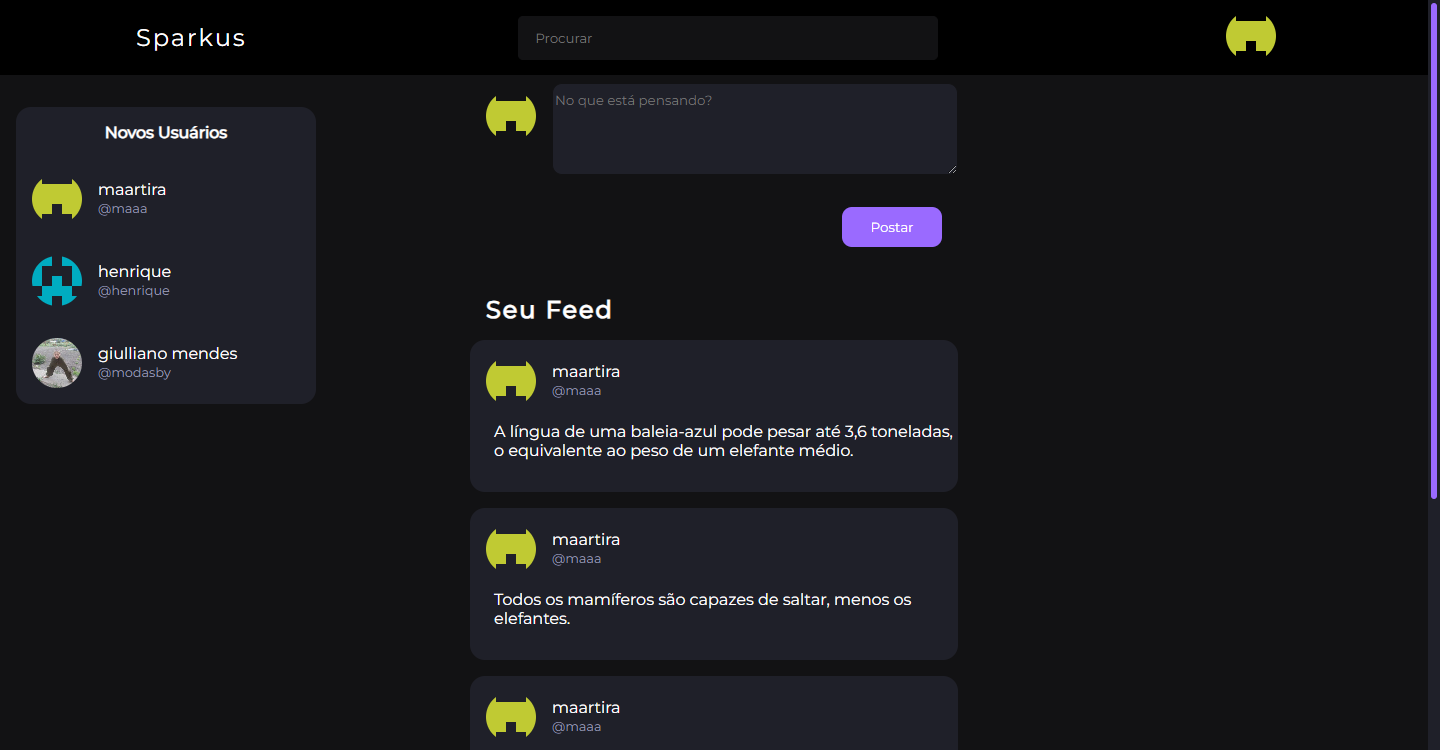 Sparkus
Procurar
Novos Usuários
maartira
@maaa
henrique
@henrique
giulliano mendes
@modasby
No que está pensando?
Postar
Seu Feed
maartira
@maaa
A língua de uma baleia-azul pode pesar até 3,6 toneladas,
o equivalente ao peso de um elefante médio.
maartira
@maaa
Todos os mamíferos são capazes de saltar, menos os
elefantes.
maartira
@maaa